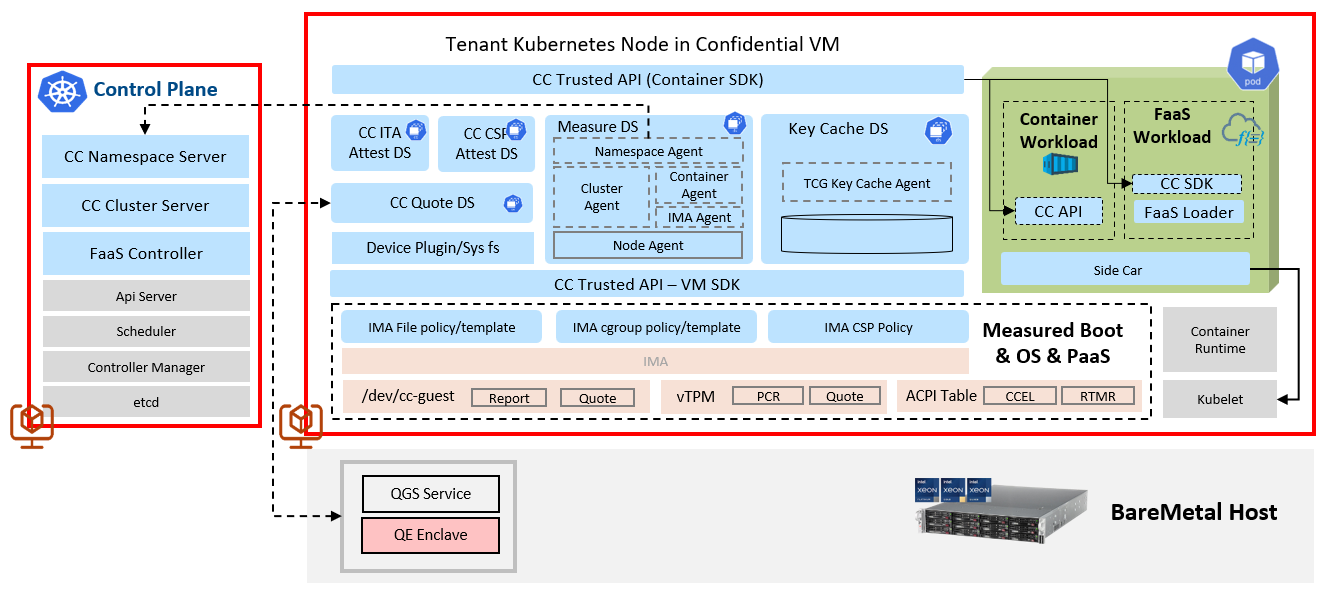 Tenant Kubernetes Node in Confidential VM
Control Plane
CC Namespace Server
CC Cluster Server
FaaS Controller
Api Server
Scheduler
Controller Manager
etcd
CC Trusted API (Container SDK)
CC ITA
Attest DS
CC CSP
Attest DS
CC Quote DS
Device Plugin/Sys fs
Measure DS
Namespace Agent
Cluster
Agent
Container
Agent
IMA Agent
Node Agent
Key Cache DS
TCG Key Cache Agent
CC Trusted API – VM SDK
pod
Container
Workload
CC API
FaaS
Workload
CC SDK
FaaS Loader
Side Car
IMA File policy/template
IMA cgroup policy/template
IMA CSP Policy
Measured Boot
& OS & PaaS
IMA
/dev/cc-guest
Report
Quote
vTPM
PCR
Quote
ACPI Table
CCEL
RTMR
Container
Runtime
Kubelet
QGS Service
QE Enclave
XEON
XEON
XEON
BareMetal Host